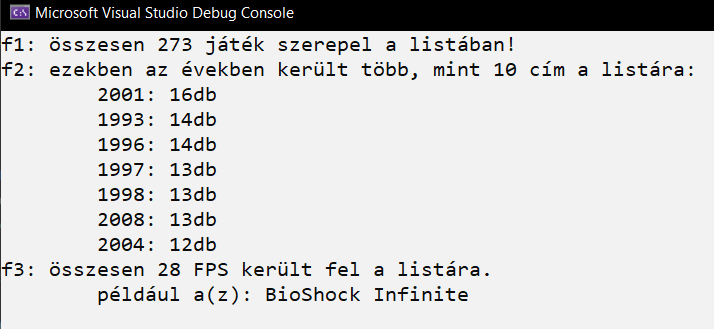 Microsoft Visual Studio Debug Console
f1: összesen 273 játék szerepel a listában!
f2: ezekben az években került több, mint 10 cím a listára:
2001: 16db
1993: 14db
1996: 14db
1997: 13db
1998: 13db
2008: 13db
2004: 12db
f3: összesen 28 FPS került fel a listára.
például a(z): BioShock Infinite